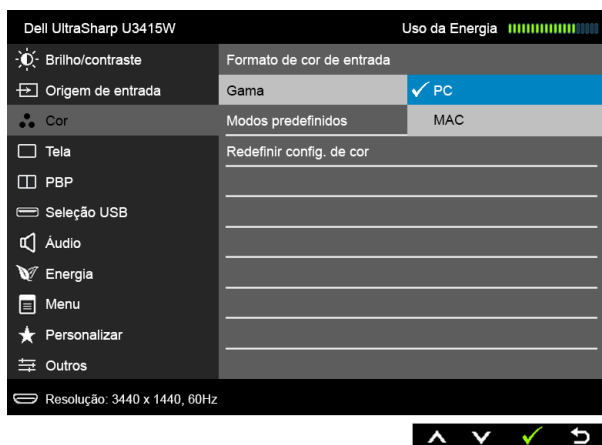 Dell UltraSharp U3415W Uso da Energia
Brilho/contraste Formato de cor de entrada
Origem de entrada Gama PC
Cor Modos predefinidos MAC
Tela Redefinir config. de cor
PBP
Seleção USB
Áudio
Energia
Menu
Personalizar
Outros
Resolução: 3440 x 1440, 60Hz